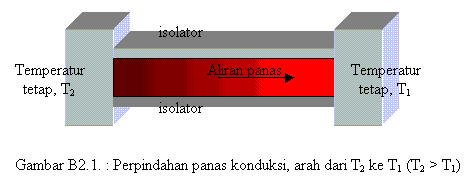 isolator
Temperatur
tetap, T₂
Aliran panas
Temperatur
tetap, T₁
isolator
Gambar B2.1. : Perpindahan panas konduksi, arah dari T₂ ke T₁ (T₂ > T₁)